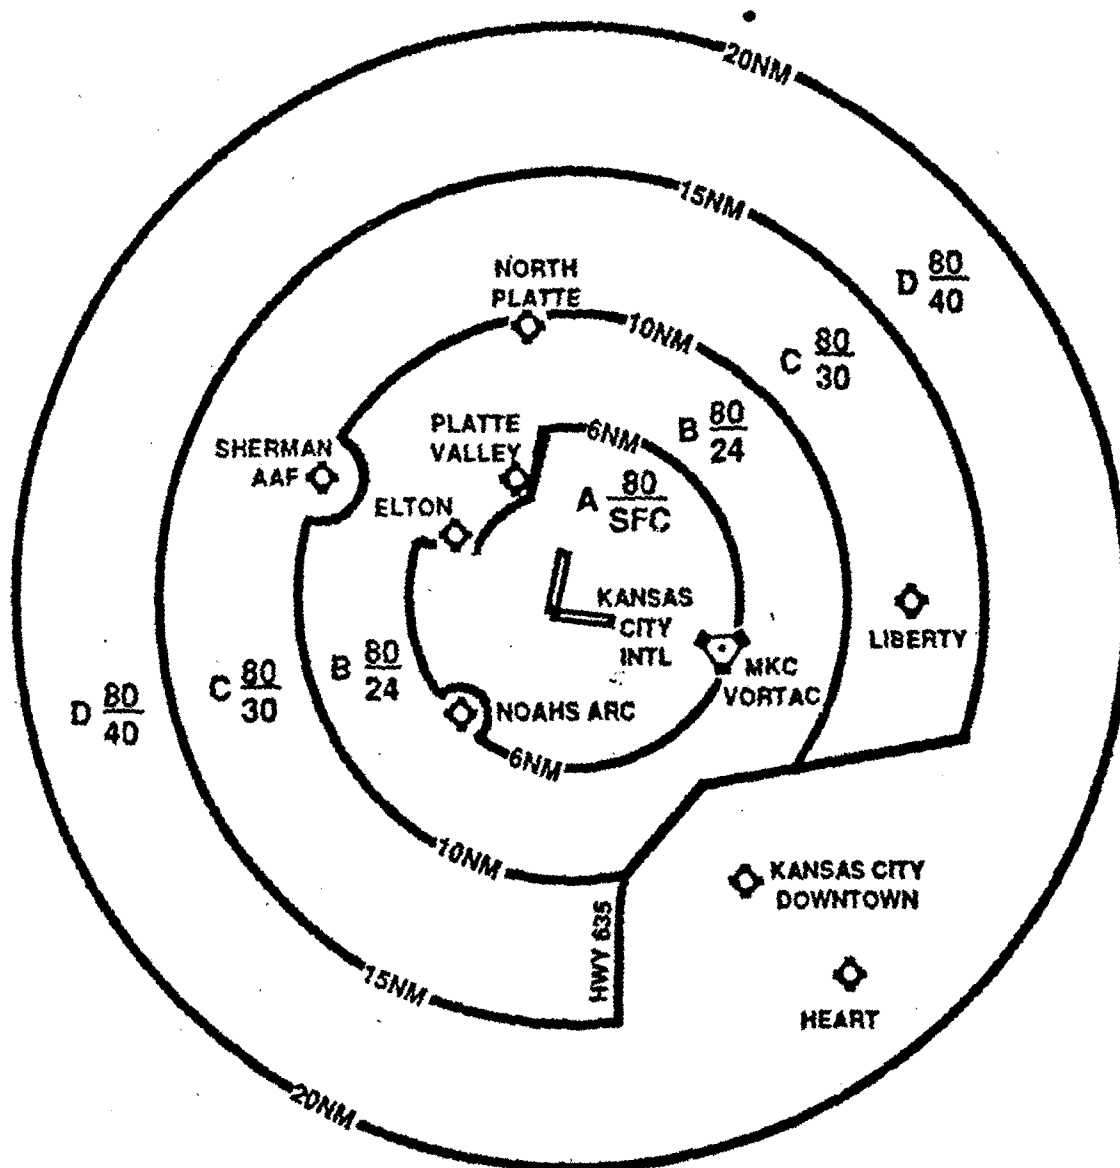 20NM
15NM
D 80
40
NORTH
PLATTE
10NM
C 80
30
PLATTE
VALLEY
6NM
B 80
24
SHERMAN
AAF
A 80
SFC
ELTON
KANSAS
CITY
INTL
LIBERTY
MKC
VORTAC
B 80
24
C 80
30
D 80
40
NOAHS ARC
6NM
10NM
KANSAS CITY
DOWNTOWN
HWY 635
15NM
HEART
20NM